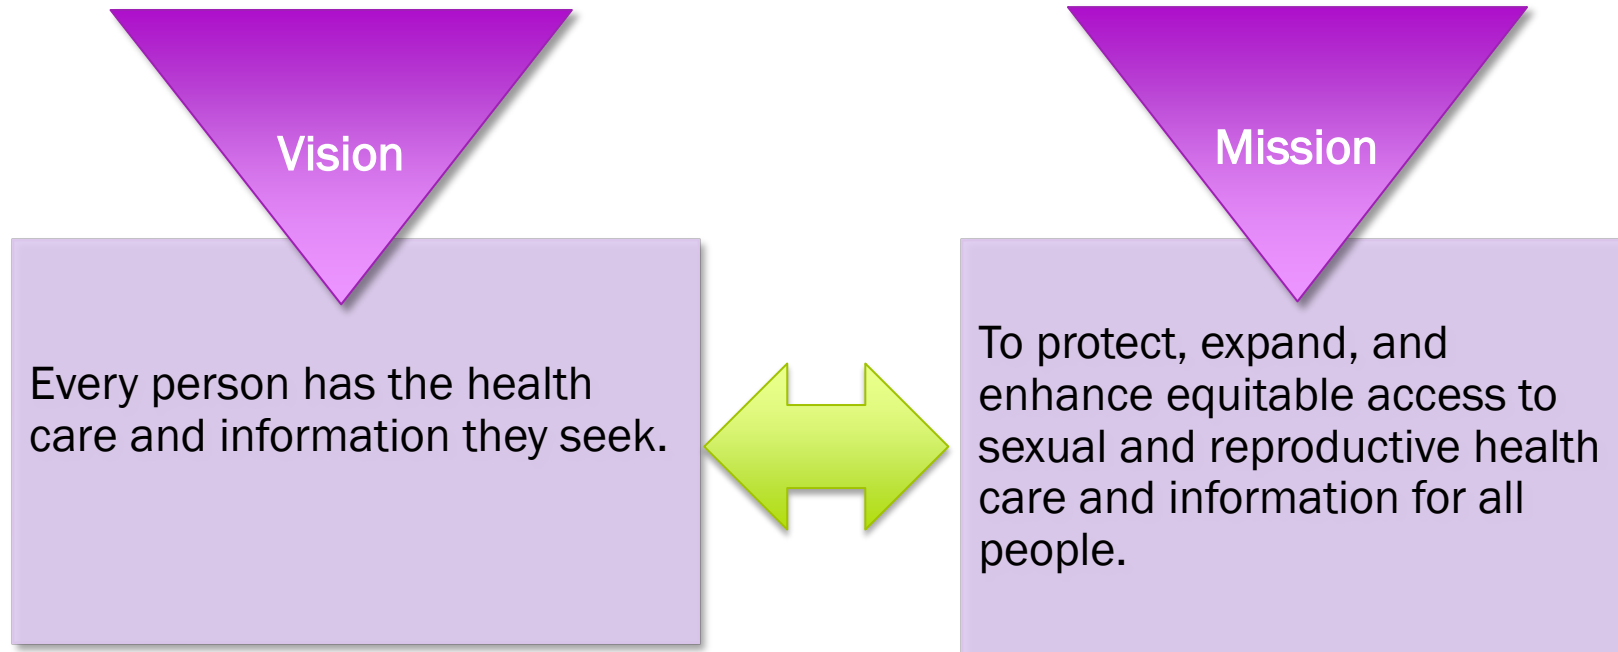 Vision
Every person has the health
care and information they seek.
Mission
To protect, expand, and
enhance equitable access to
sexual and reproductive health
care and information for all
people.